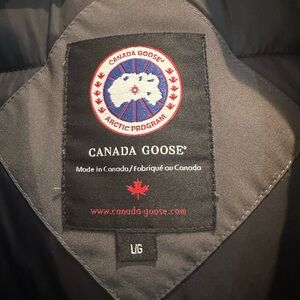 CANADA GOOSE®
ARCTIC PROGRAM
CANADA GOOSE®
Made in Canada/Fabriqué au Canada
www.canada-goose.com
L/G